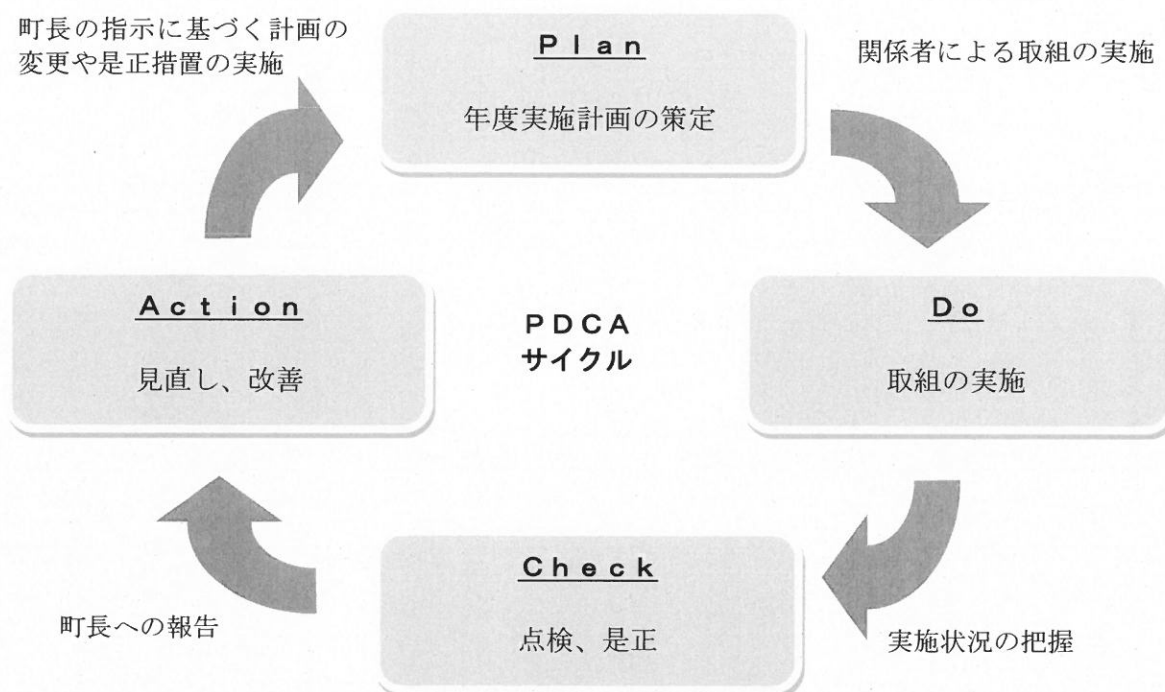 町長の指示に基づく計画の
変更や是正措置の実施
Ｐｌａｎ
年度実施計画の策定
関係者による取組の実施
Ａｃｔｉｏｎ
見直し、改善
ＰＤＣＡ
サイクル
Ｄｏ
取組の実施
Ｃｈｅｃｋ
点検、是正
町長への報告
実施状況の把握